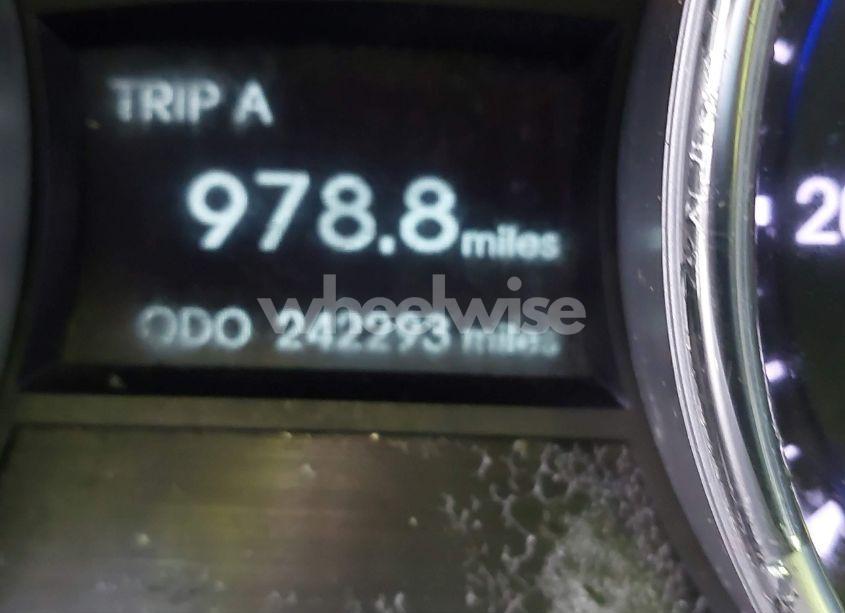 TRIP A
978.8 miles
wheelwise
ODO 242293 miles